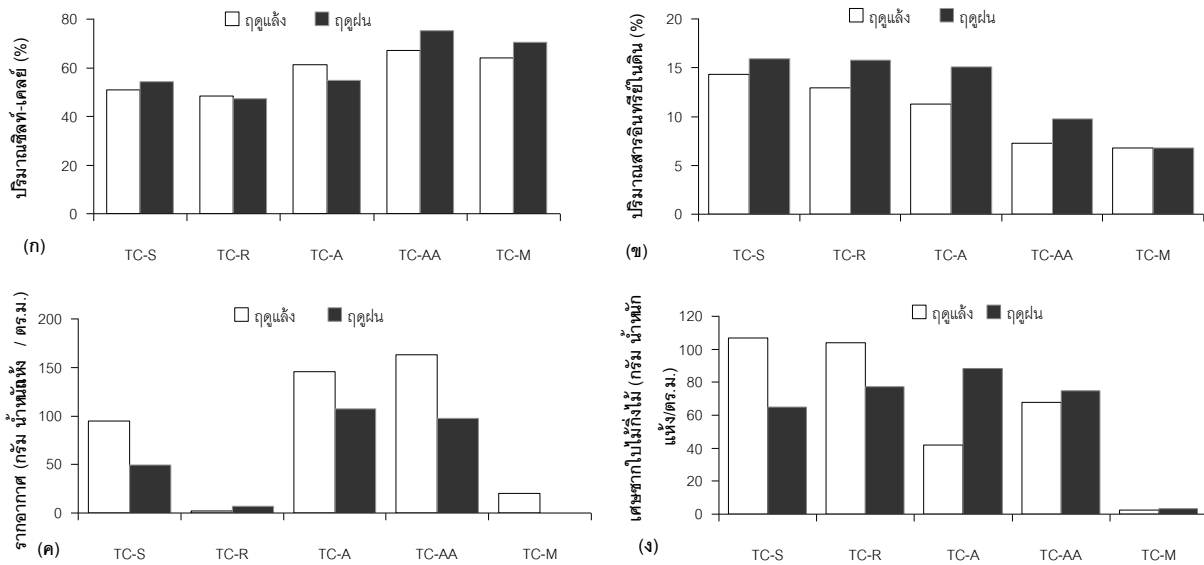 ปริมาณซิลท์-เคลย์ (%)
80
60
40
20
0
ฤดูแล้ง ฤดูฝน
TC-S TC-R TC-A TC-AA TC-M
(ก)
ปริมาณสารอินทรีย์ในดิน (%)
20
15
10
5
0
ฤดูแล้ง ฤดูฝน
TC-S TC-R TC-A TC-AA TC-M
(ข)
รากอากาศ (กรัม น้ำหนักแห้ง / ตร.ม.)
200
150
100
50
0
ฤดูแล้ง ฤดูฝน
TC-S TC-R TC-A TC-AA TC-M
(ค)
เศษซากใบไม้กิ่งไม้ (กรัม น้ำหนัก
แห้ง/ตร.ม.)
120
100
80
60
40
20
0
ฤดูแล้ง ฤดูฝน
TC-S TC-R TC-A TC-AA TC-M
(ง)